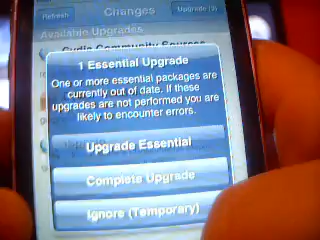 Refresh Changes Upgrade (3)
Available Upgrades
Cydia Community Sources
1 Essential Upgrade
One or more essential packages are
currently out of date. If these
upgrades are not performed you are
likely to encounter errors.
Upgrade Essential
Complete Upgrade
Ignore (Temporary)